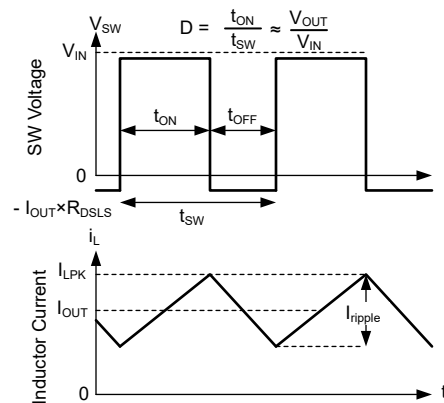 V_SW
D = t_ON / t_SW ≈ V_OUT / V_IN
V_IN
SW Voltage
t_ON
t_OFF
0
- I_OUT×R_DSLS
t_SW
i_L
I_LPK
I_OUT
I_ripple
Inductor Current
0
t